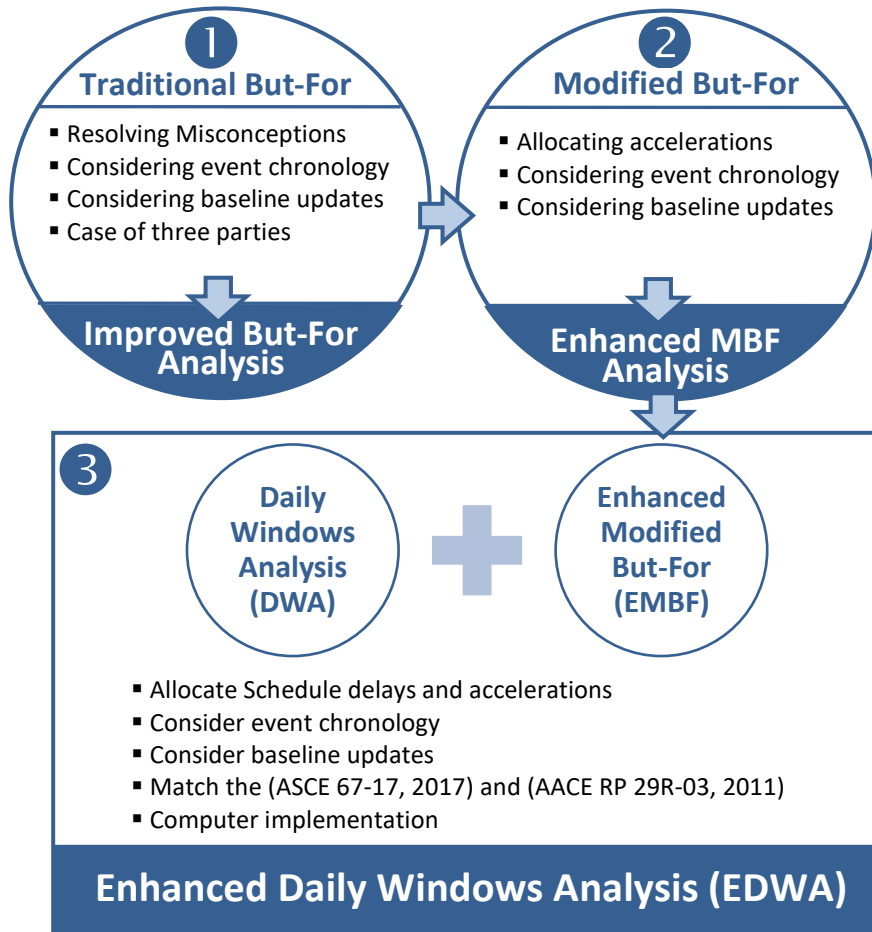 1
Traditional But-For
▪ Resolving Misconceptions
▪ Considering event chronology
▪ Considering baseline updates
▪ Case of three parties
Improved But-For
Analysis
2
Modified But-For
▪ Allocating accelerations
▪ Considering event chronology
▪ Considering baseline updates
Enhanced MBF
Analysis
3
Daily
Windows
Analysis
(DWA)
Enhanced
Modified
But-For
(EMBF)
▪ Allocate Schedule delays and accelerations
▪ Consider event chronology
▪ Consider baseline updates
▪ Match the (ASCE 67-17, 2017) and (AACE RP 29R-03, 2011)
▪ Computer implementation
Enhanced Daily Windows Analysis (EDWA)